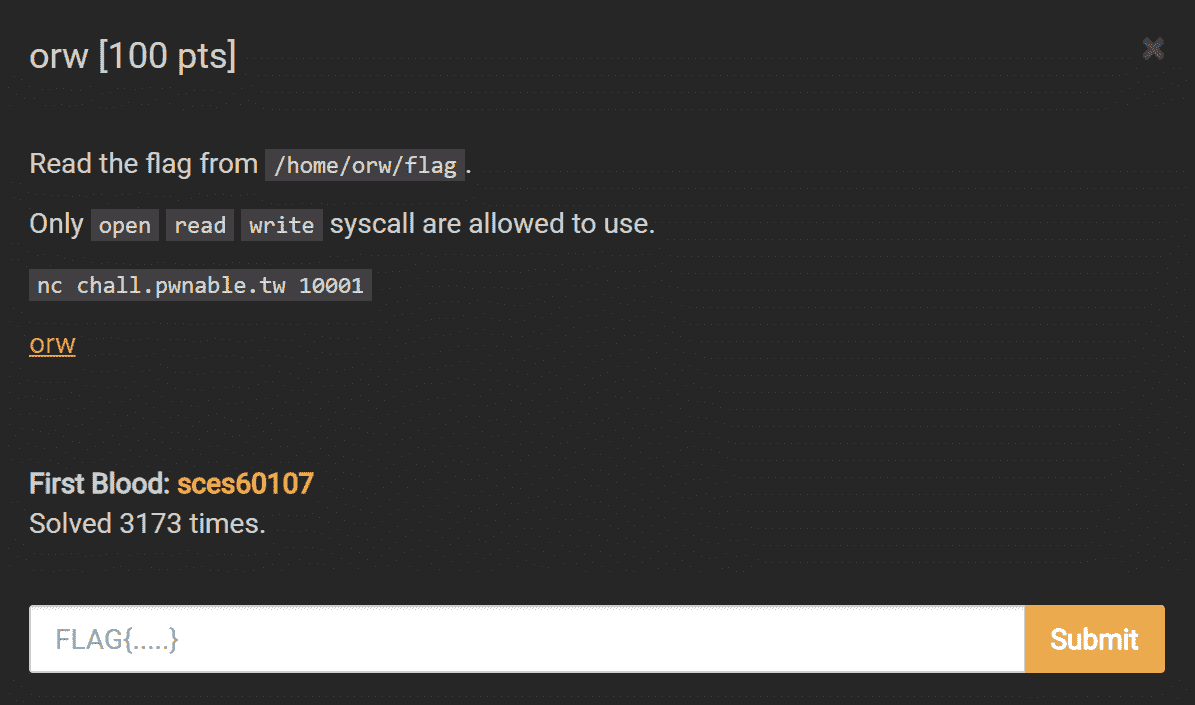 orw [100 pts]
Read the flag from /home/orw/flag.
Only open read write syscall are allowed to use.
nc chall.pwnable.tw 10001
orw
First Blood: sces60107
Solved 3173 times.
FLAG{.....}
Submit